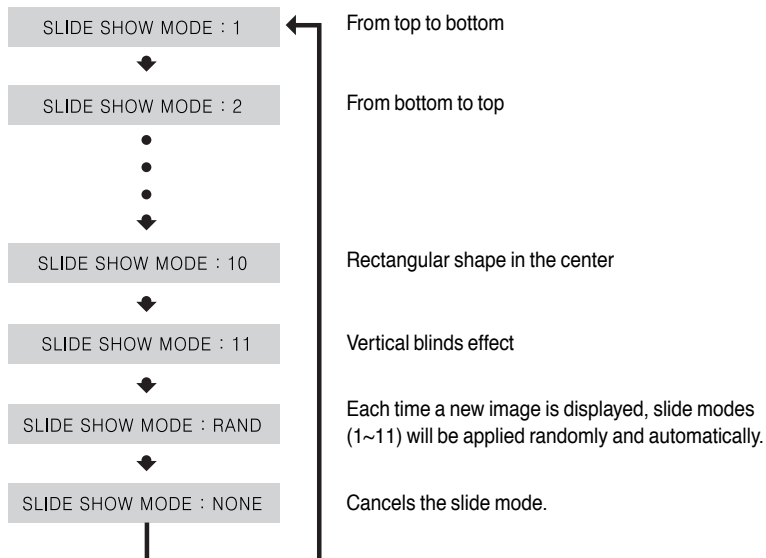 SLIDE SHOW MODE : 1
From top to bottom
SLIDE SHOW MODE : 2
From bottom to top
SLIDE SHOW MODE : 10
Rectangular shape in the center
SLIDE SHOW MODE : 11
Vertical blinds effect
SLIDE SHOW MODE : RAND
Each time a new image is displayed, slide modes
(1~11) will be applied randomly and automatically.
SLIDE SHOW MODE : NONE
Cancels the slide mode.